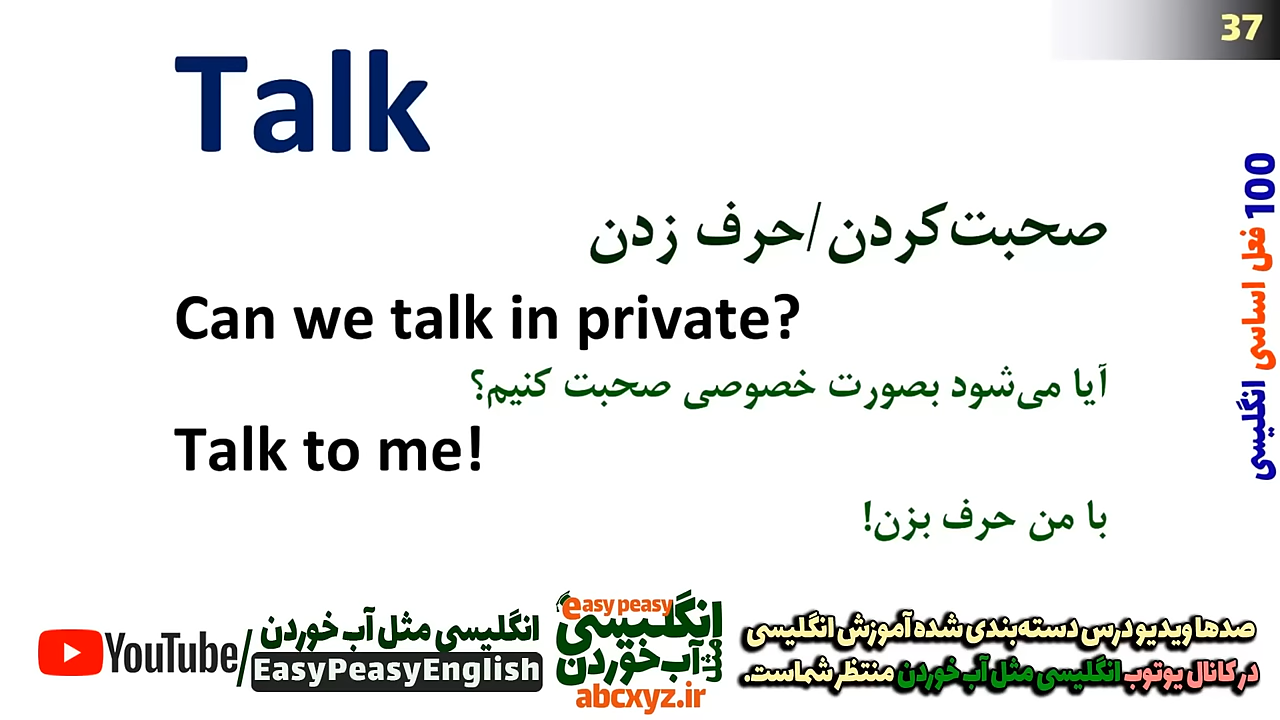 37
Talk
صحبت‌کردن/حرف زدن
Can we talk in private?
آیا می‌شود بصورت خصوصی صحبت کنیم؟
Talk to me!
با من حرف بزن!
100 فعل اساسی انگلیسی
YouTube/
انگلیسی مثل آب خوردن
EasyPeasyEnglish
easy peasy
انگلیسی
مثل آب خوردن
abcxyz.ir
صدها ویدیو درس دسته‌بندی شده آموزش انگلیسی
در کانال یوتوب انگلیسی مثل آب خوردن منتظر شماست.